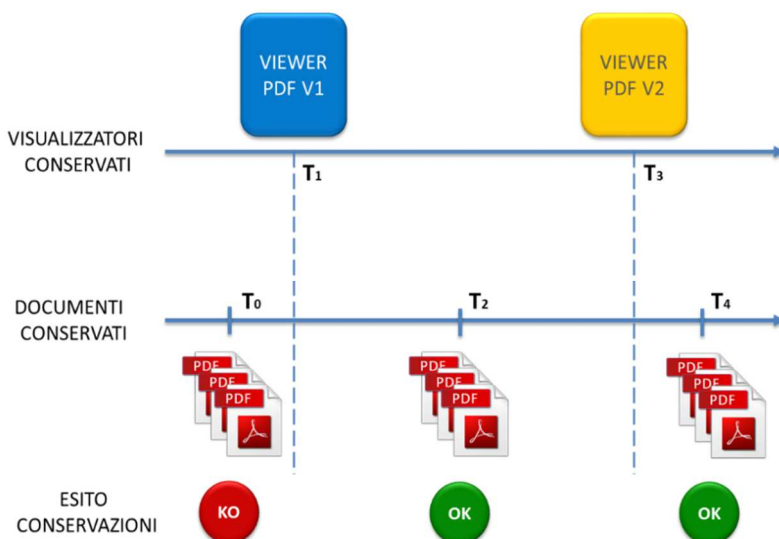 VIEWER
PDF V1
VIEWER
PDF V2
VISUALIZZATORI
CONSERVATI
T1
T3
DOCUMENTI
CONSERVATI
T0
T2
T4
PDF
PDF
PDF
PDF
PDF
PDF
PDF
PDF
PDF
ESITO
CONSERVAZIONI
KO
OK
OK